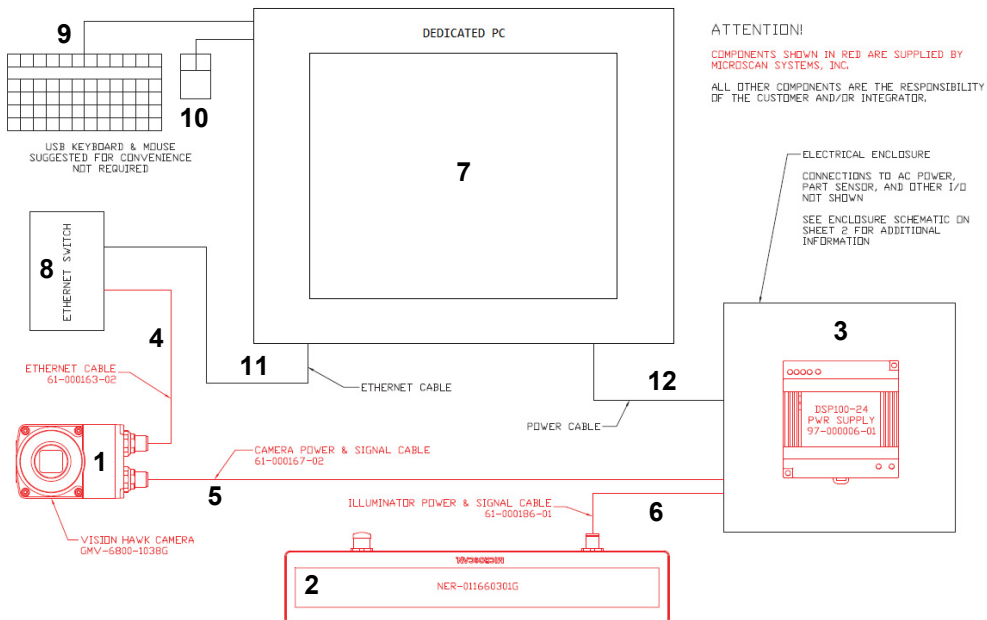 9
DEDICATED PC
ATTENTION!
COMPONENTS SHOWN IN RED ARE SUPPLIED BY
MICROSCAN SYSTEMS, INC.
ALL OTHER COMPONENTS ARE THE RESPONSIBILITY
OF THE CUSTOMER AND/OR INTEGRATOR.
10
USB KEYBOARD & MOUSE
SUGGESTED FOR CONVENIENCE
NOT REQUIRED
7
ELECTRICAL ENCLOSURE
CONNECTIONS TO AC POWER,
PART SENSOR, AND OTHER I/O
NOT SHOWN
SEE ENCLOSURE SCHEMATIC ON
SHEET 2 FOR ADDITIONAL
INFORMATION
8
ETHERNET SWITCH
4
11
3
ETHERNET CABLE
61-000163-02
ETHERNET CABLE
12
POWER CABLE
DSP100-24
PWR SUPPLY
97-000006-01
1
CAMERA POWER & SIGNAL CABLE
61-000167-02
5
ILLUMINATOR POWER & SIGNAL CABLE
61-000186-01
6
VISION HAWK CAMERA
GMV-6800-1038G
MICROSCAN
2
NER-011660301G